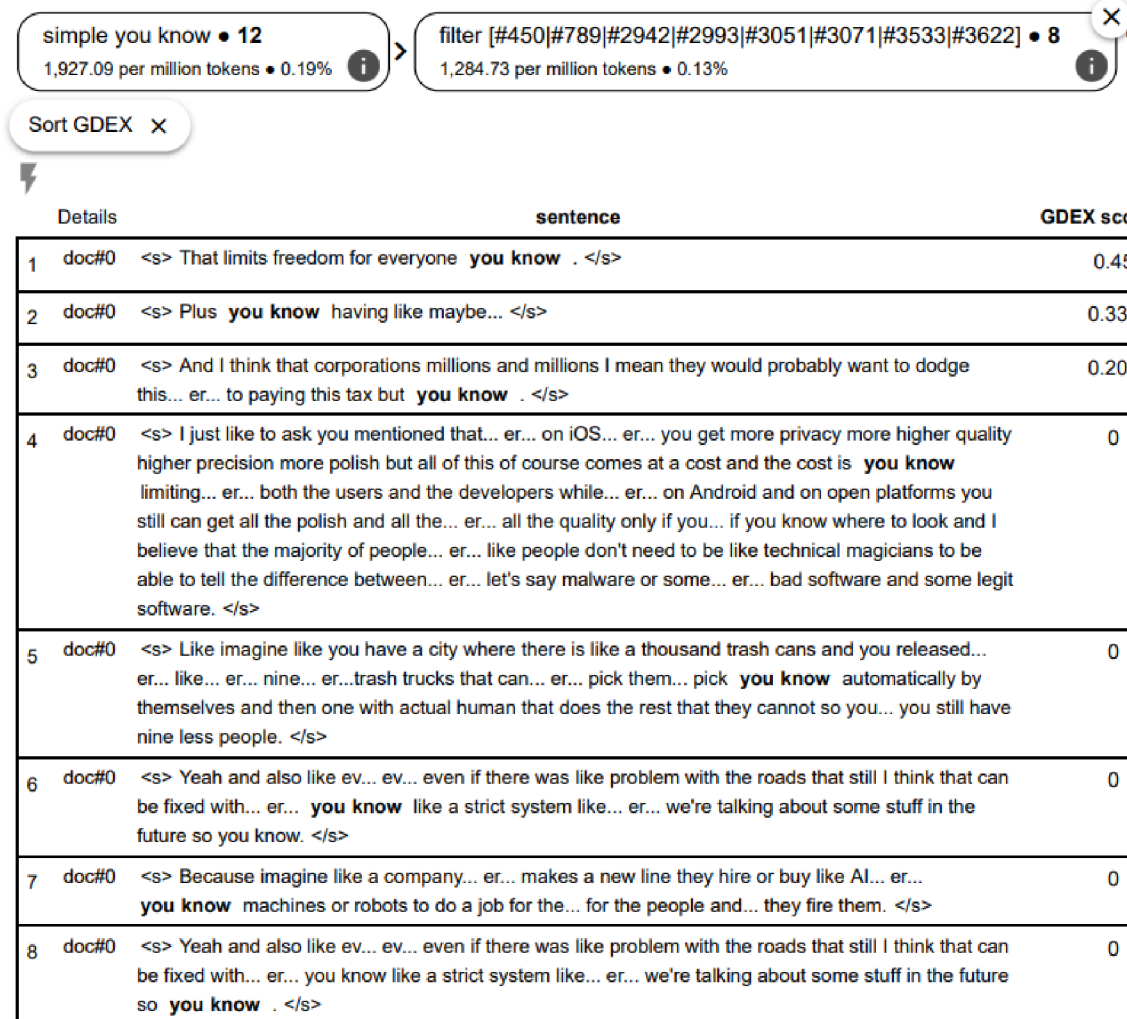 simple you know ● 12
1,927.09 per million tokens ● 0.19%
i
>
filter [#450|#789|#2942|#2993|#3051|#3071|#3533|#3622] ● 8
1,284.73 per million tokens ● 0.13%
i
Sort GDEX ×
Details sentence GDEX sco
1 doc#0 <s> That limits freedom for everyone you know . </s> 0.45
2 doc#0 <s> Plus you know having like maybe... </s> 0.33
3 doc#0 <s> And I think that corporations millions and millions I mean they would probably want to dodge 0.20
this... er... to paying this tax but you know . </s>
4 doc#0 <s> I just like to ask you mentioned that... er... on iOS... er... you get more privacy more higher quality 0
higher precision more polish but all of this of course comes at a cost and the cost is you know
limiting... er... both the users and the developers while... er... on Android and on open platforms you
still can get all the polish and all the... er... all the quality only if you... if you know where to look and I
believe that the majority of people... er... like people don't need to be like technical magicians to be
able to tell the difference between... er... let's say malware or some... er... bad software and some legit
software. </s>
5 doc#0 <s> Like imagine like you have a city where there is like a thousand trash cans and you released... 0
er... like... er... nine... er...trash trucks that can... er... pick them... pick you know automatically by
themselves and then one with actual human that does the rest that they cannot so you... you still have
nine less people. </s>
6 doc#0 <s> Yeah and also like ev... ev... even if there was like problem with the roads that still I think that can 0
be fixed with... er... you know like a strict system like... er... we're talking about some stuff in the
future so you know. </s>
7 doc#0 <s> Because imagine like a company... er... makes a new line they hire or buy like AI... er... 0
you know machines or robots to do a job for the... for the people and... they fire them. </s>
8 doc#0 <s> Yeah and also like ev... ev... even if there was like problem with the roads that still I think that can 0
be fixed with... er... you know like a strict system like... er... we're talking about some stuff in the future
so you know . </s>